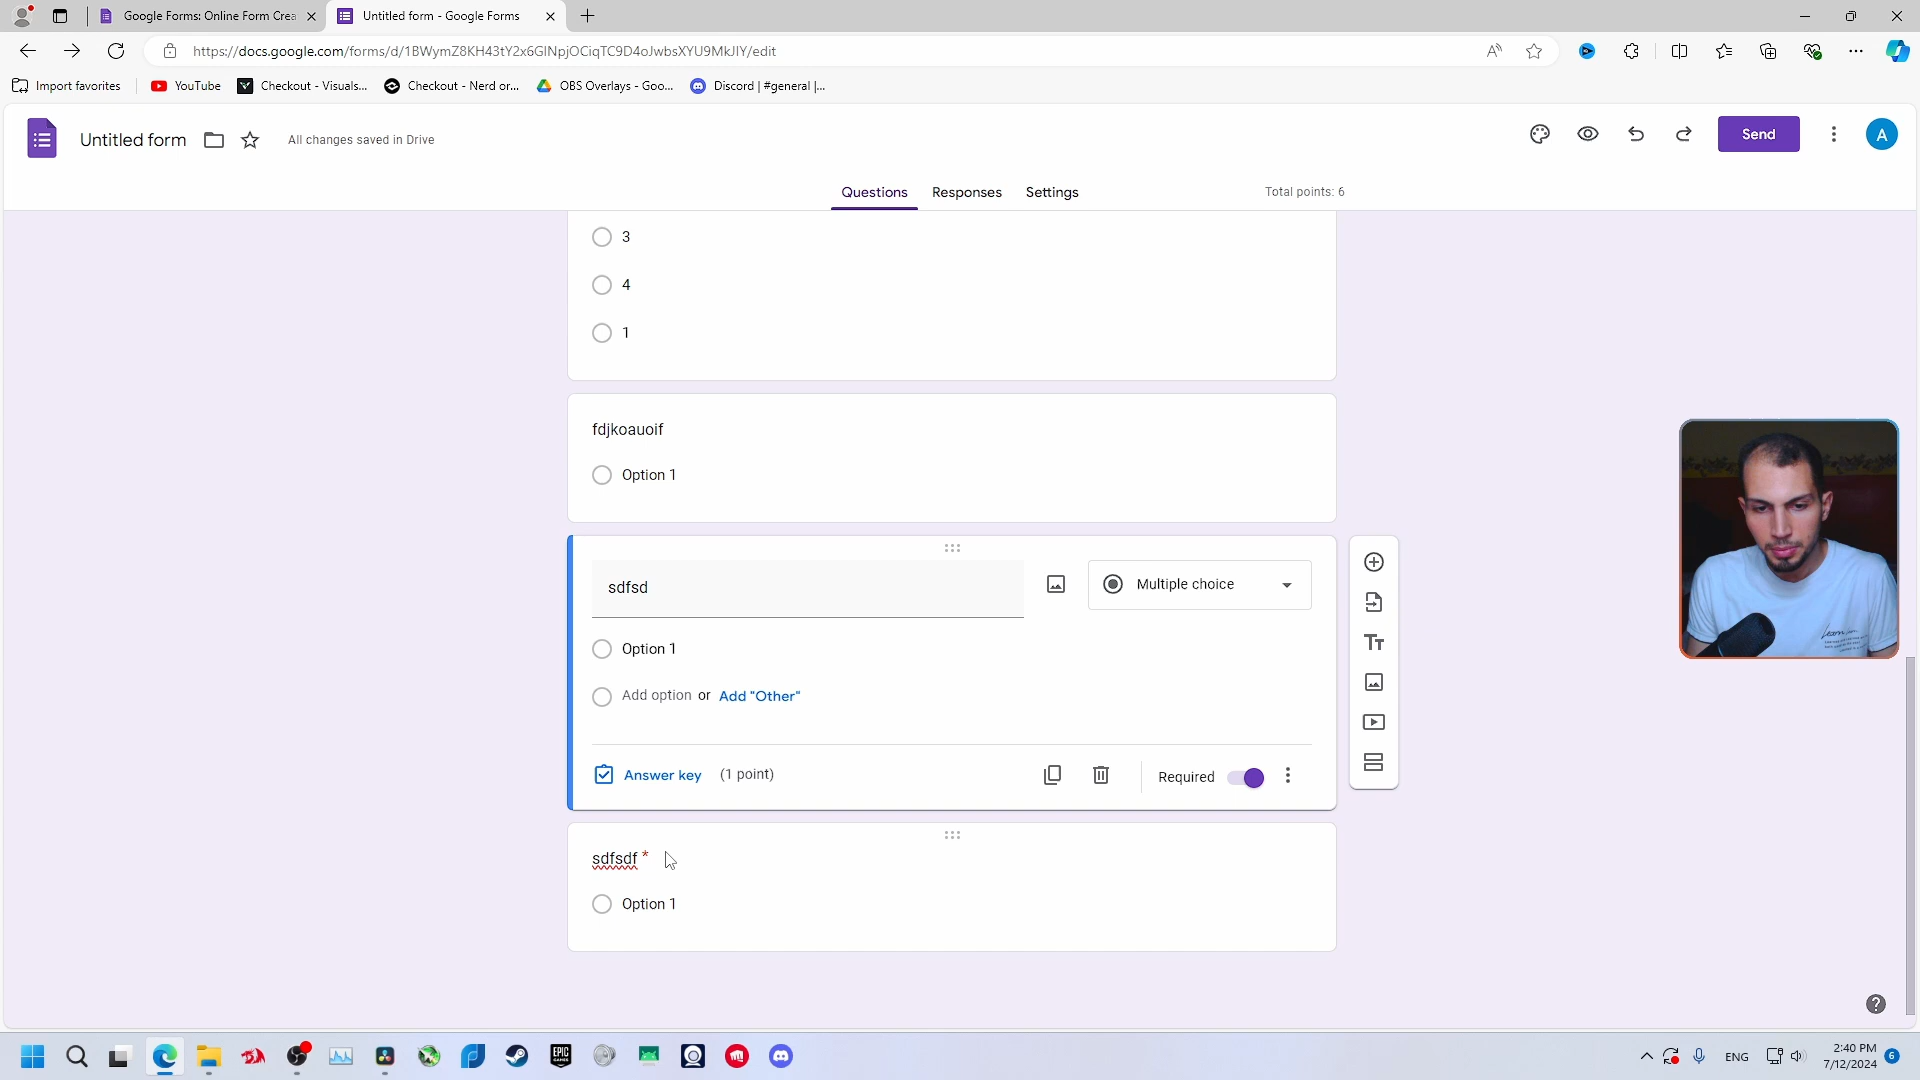 Google Forms: Online Form Crea
Untitled form - Google Forms
https://docs.google.com/forms/d/1BWymZ8KH43tY2x6GlNpjOCiqTC9D4oJwbsXYU9MkJlY/edit
Import favorites
YouTube
Checkout - Visuals...
Checkout - Nerd or...
OBS Overlays - Goo...
Discord | #general |...
Untitled form
All changes saved in Drive
Send
A
Questions
Responses
Settings
Total points: 6
3
4
1
fdjkoauoif
Option 1
sdfsd
Multiple choice
Option 1
Add option or Add "Other"
Answer key (1 point)
Required
sdfsdf *
Option 1
ENG
2:40 PM
7/12/2024
6